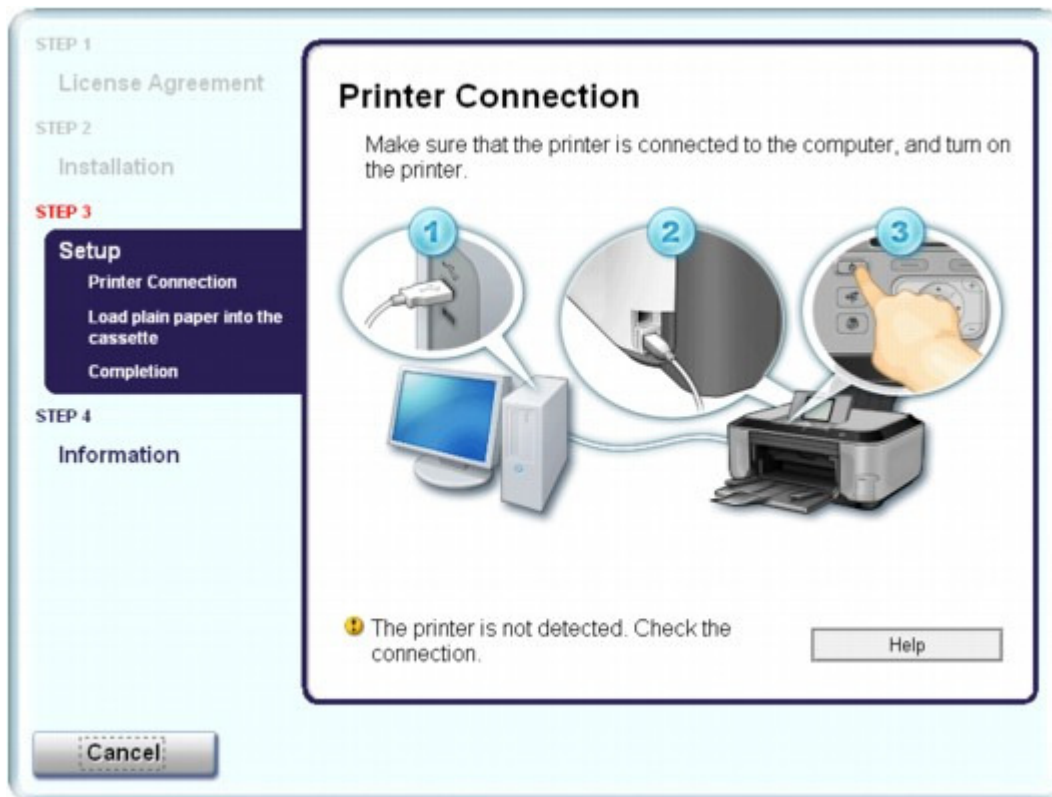 STEP 1
License Agreement
STEP 2
Installation
STEP 3
Setup
Printer Connection
Load plain paper into the
cassette
Completion
STEP 4
Information
Printer Connection
Make sure that the printer is connected to the computer, and turn on
the printer.
1
2
3
The printer is not detected. Check the
connection.
Help
Cancel